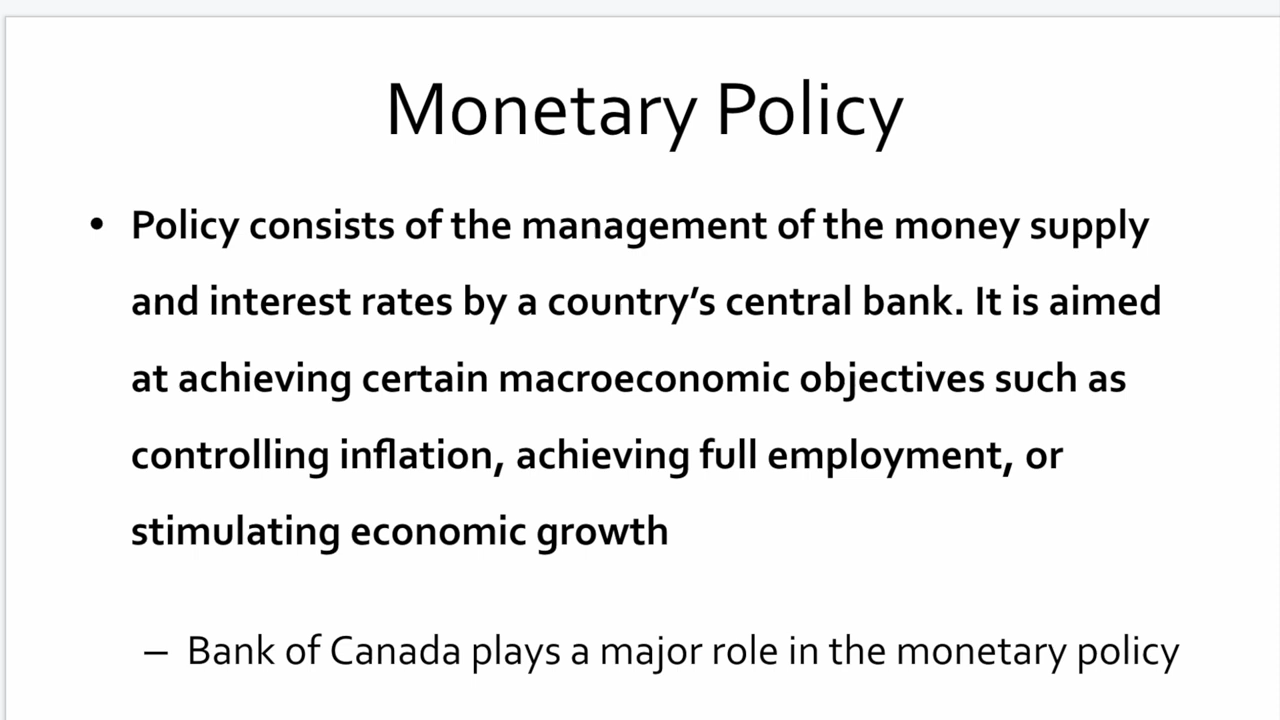 Monetary Policy
• Policy consists of the management of the money supply
and interest rates by a country’s central bank. It is aimed
at achieving certain macroeconomic objectives such as
controlling inflation, achieving full employment, or
stimulating economic growth
– Bank of Canada plays a major role in the monetary policy